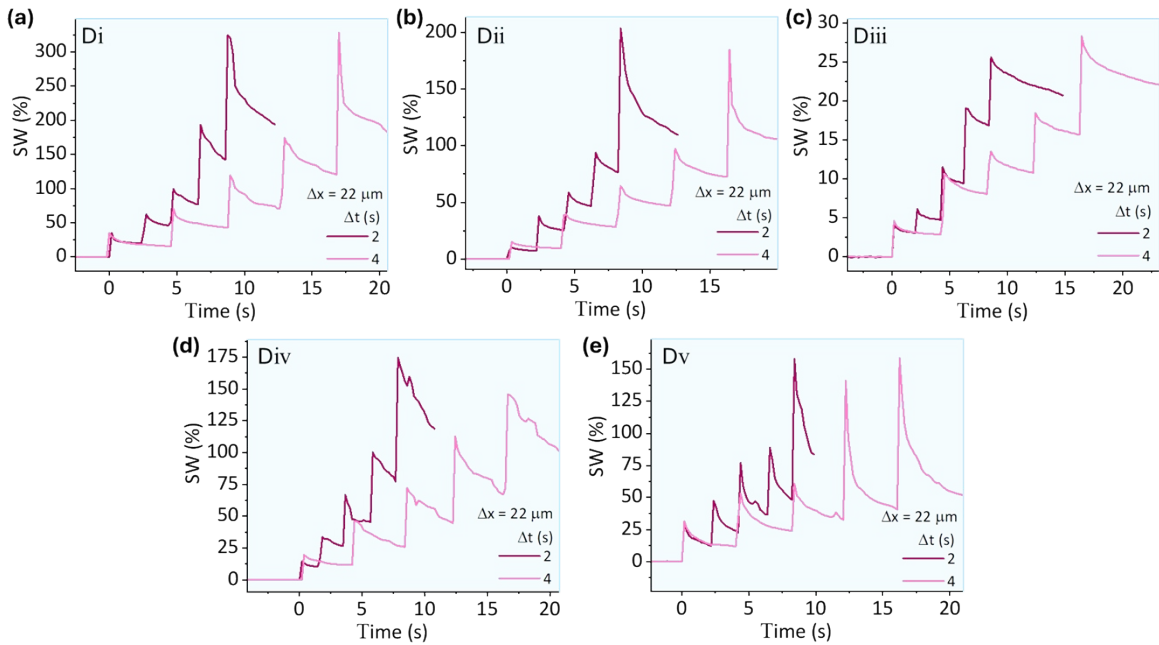 (a)
Di
SW (%)
0
50
100
150
200
250
300
0
5
10
15
20
Time (s)
Δx = 22 μm
Δt (s)
2
4
(b)
Dii
SW (%)
0
50
100
150
200
0
5
10
15
Time (s)
Δx = 22 μm
Δt (s)
2
4
(c)
Diii
SW (%)
0
5
10
15
20
25
30
0
5
10
15
20
Time (s)
Δx = 22 μm
Δt (s)
2
4
(d)
Div
SW (%)
0
25
50
75
100
125
150
175
0
5
10
15
20
Time (s)
Δx = 22 μm
Δt (s)
2
4
(e)
Dv
SW (%)
0
25
50
75
100
150
0
5
10
15
20
Time (s)
Δx = 22 μm
Δt (s)
2
4